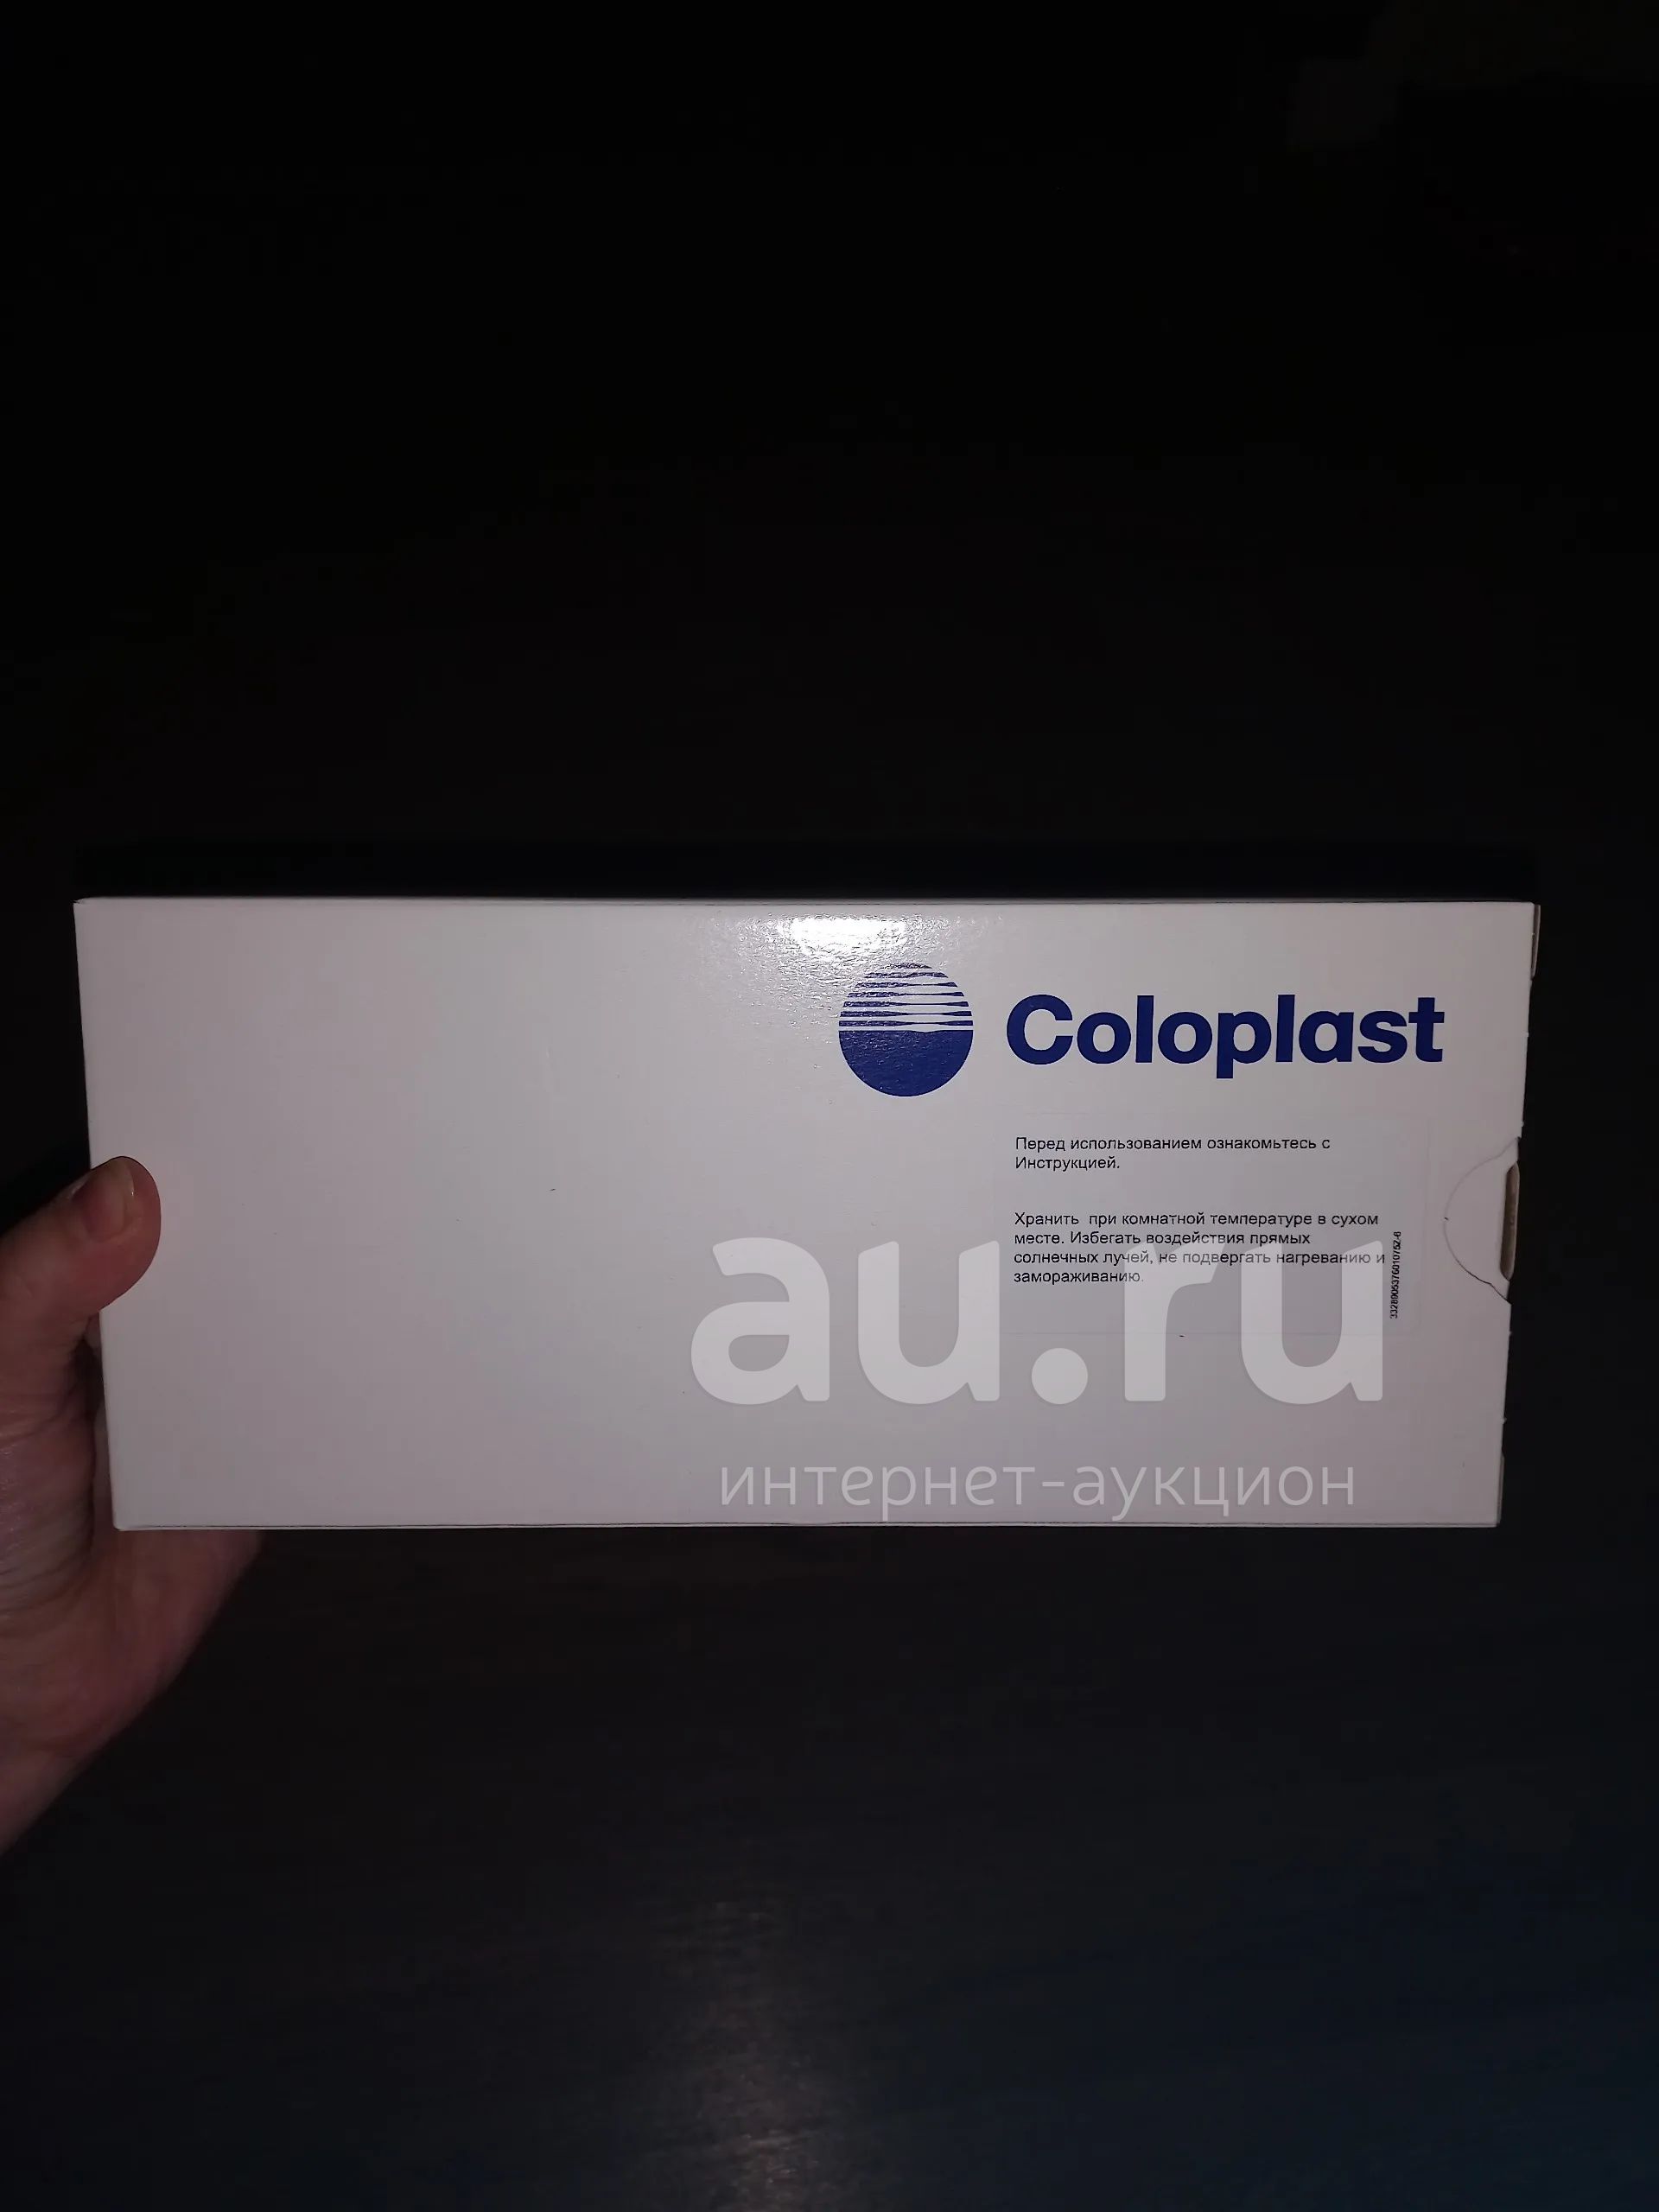 Coloplast
Перед использованием ознакомьтесь с
Инструкцией.
Хранить при комнатной температуре в сухом
месте. Избегать воздействия прямых
солнечных лучей, не подвергать нагреванию и
замораживанию.
au.ru
интернет-аукцион